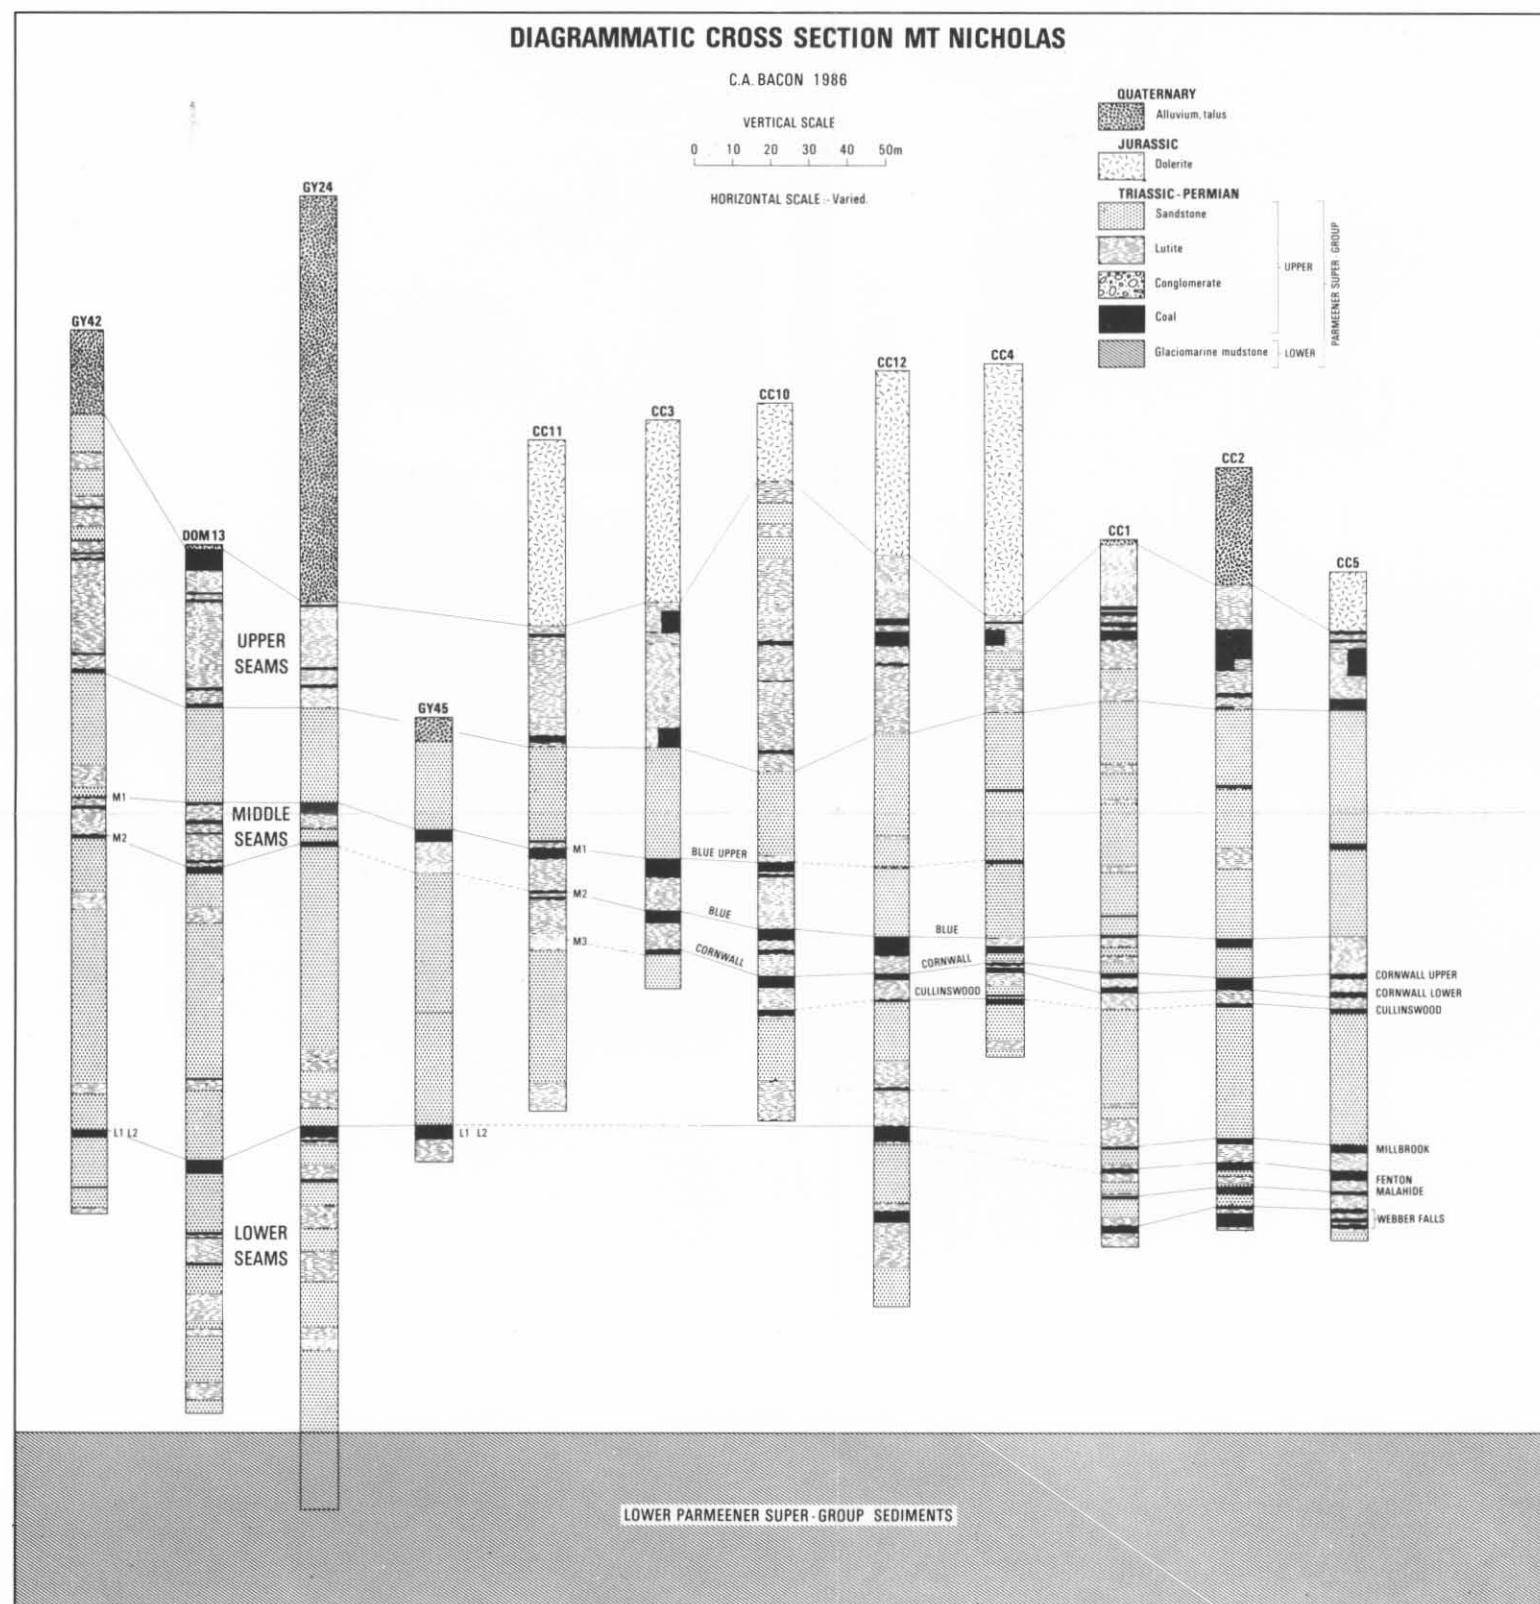 DIAGRAMMATIC CROSS SECTION MT NICHOLAS
C.A. BACON 1986
VERTICAL SCALE
0 10 20 30 40 50m
HORIZONTAL SCALE :- Varied.
QUATERNARY
Alluvium, talus
JURASSIC
Dolerite
TRIASSIC - PERMIAN
Sandstone
Lutite
Conglomerate
Coal
Glaciomarine mudstone
UPPER
LOWER
PARMEENER SUPER - GROUP
GY42
DOM 13
GY24
GY45
CC11
CC3
CC10
CC12
CC4
CC1
CC2
CC5
UPPER
SEAMS
MIDDLE
SEAMS
LOWER
SEAMS
M1
M2
L1 L2
L1 L2
M1
M2
M3
BLUE UPPER
BLUE
CORNWALL
BLUE
CORNWALL
CULLINSWOOD
CORNWALL UPPER
CORNWALL LOWER
CULLINSWOOD
MILLBROOK
FENTON
MALAHIDE
WEBBER FALLS
LOWER PARMEENER SUPER - GROUP SEDIMENTS